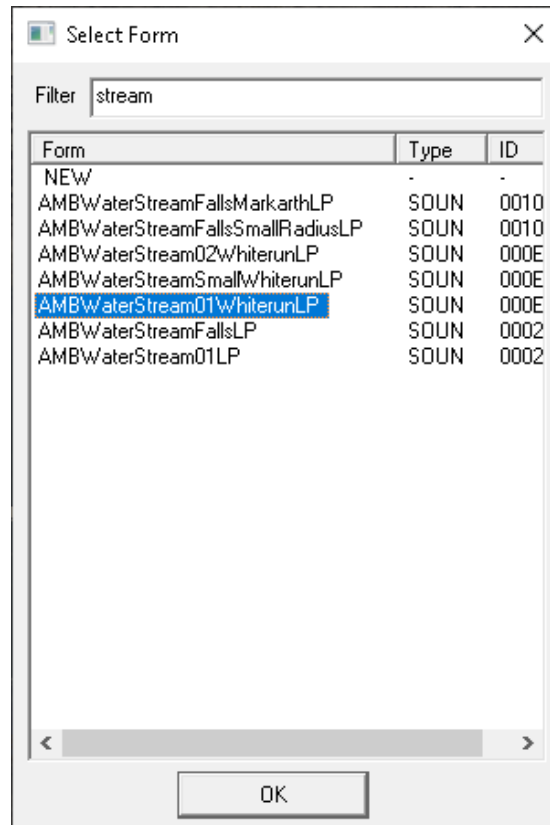 Select Form
Filter stream
Form Type ID
NEW - -
AMBWaterStreamFallsMarkarthLP SOUN 0010
AMBWaterStreamFallsSmallRadiusLP SOUN 0010
AMBWaterStream02WhiterunLP SOUN 000E
AMBWaterStreamSmallWhiterunLP SOUN 000E
AMBWaterStream01WhiterunLP SOUN 000E
AMBWaterStreamFallsLP SOUN 0002
AMBWaterStream01LP SOUN 0002
OK